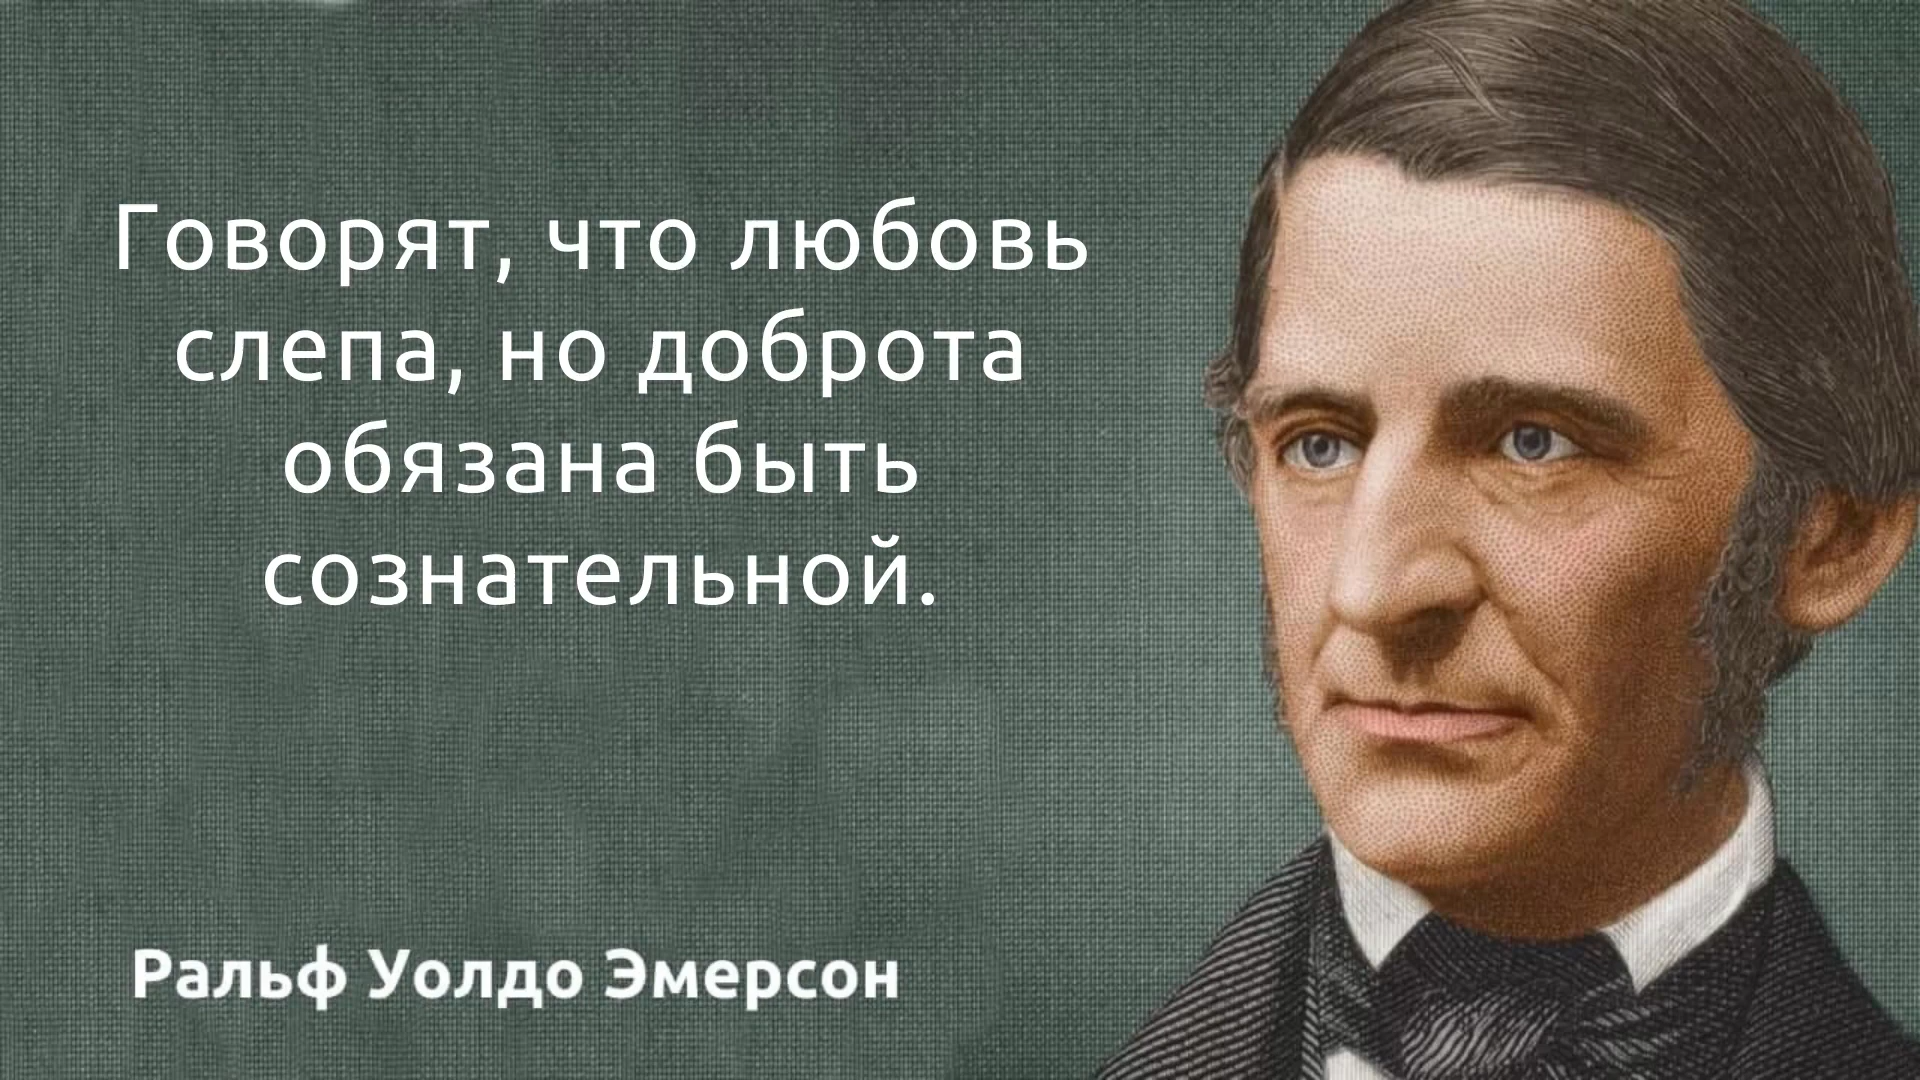 Говорят, что любовь
слепа, но доброта
обязана быть
сознательной.
Ральф Уолдо Эмерсон